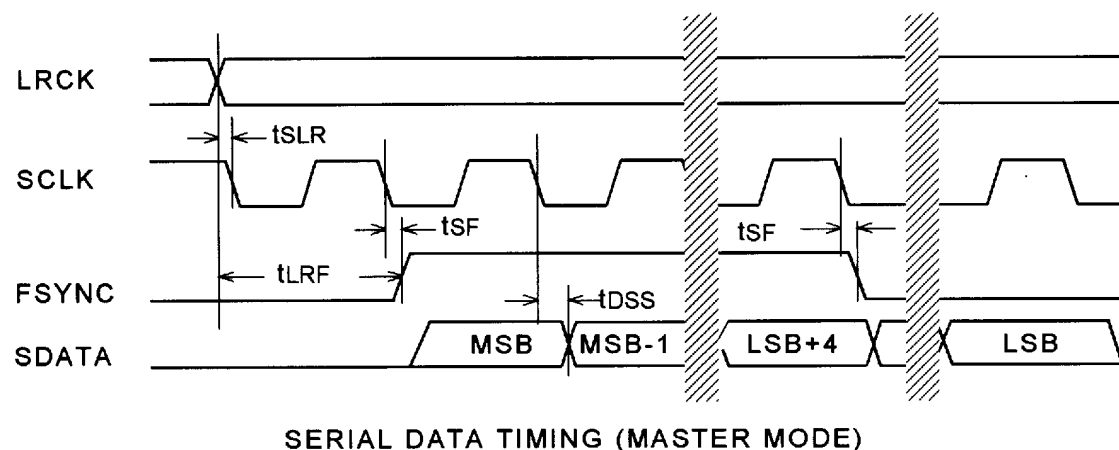 LRCK
tSLR
SCLK
tSF
tSF
tLRF
FSYNC
tDSS
SDATA
MSB
MSB-1
LSB+4
LSB
SERIAL DATA TIMING (MASTER MODE)